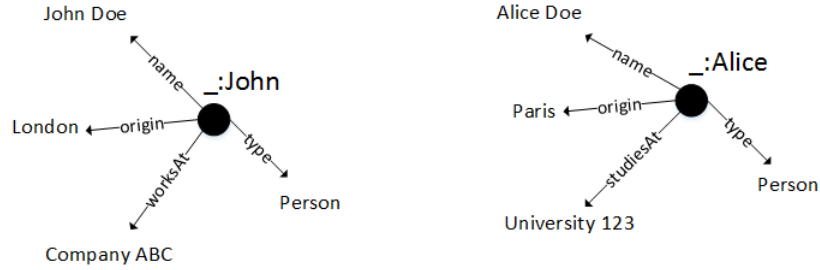 John Doe
_:John
name
London
origin
type
worksAt
Person
Company ABC
Alice Doe
_:Alice
name
Paris
origin
type
studiesAt
Person
University 123